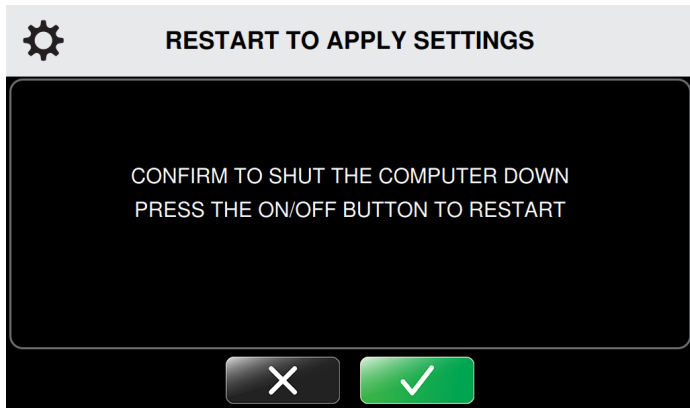 RESTART TO APPLY SETTINGS
CONFIRM TO SHUT THE COMPUTER DOWN
PRESS THE ON/OFF BUTTON TO RESTART